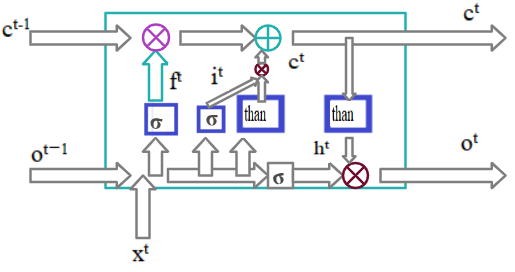 c^t-1
c^t
f^t
i^t
c^t
σ
σ
than
than
o^t−1
h^t
o^t
σ
x^t